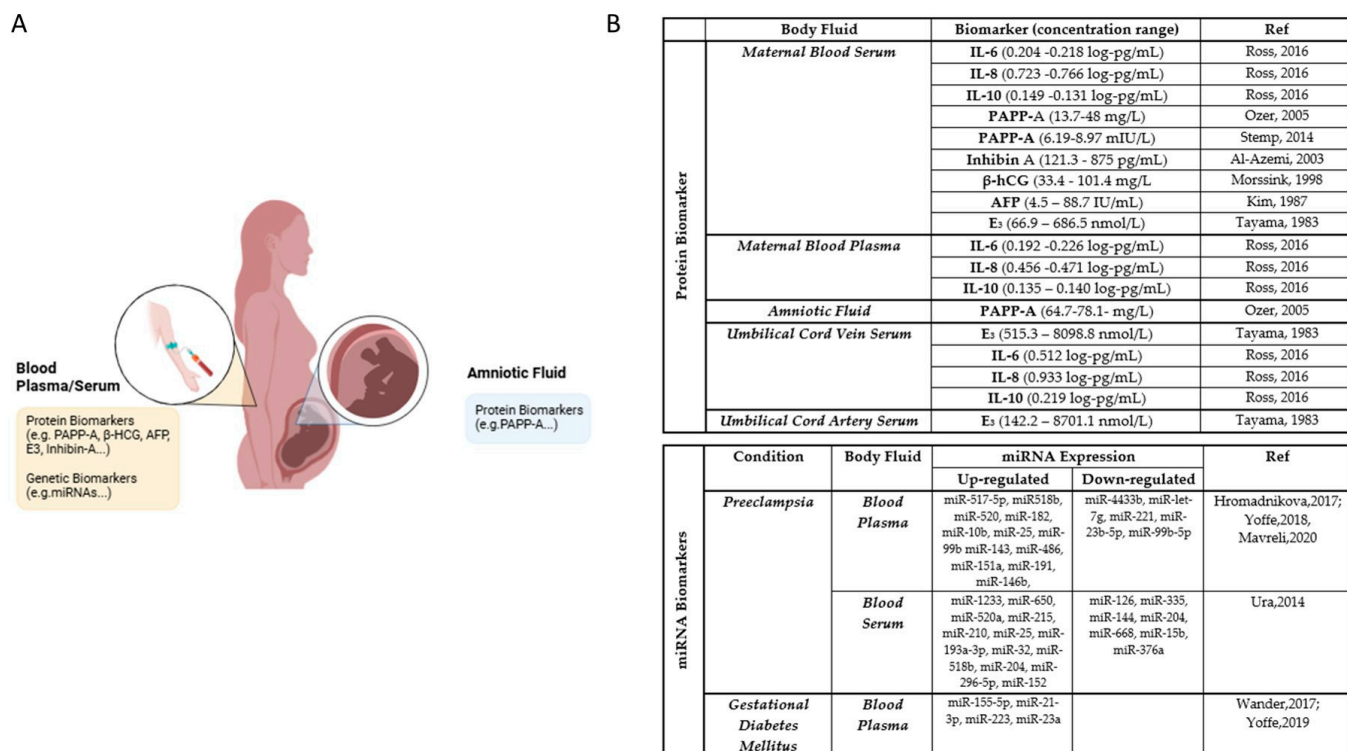 A
Blood
Plasma/Serum
Protein Biomarkers
(e.g. PAPP-A, β-HCG, AFP,
E3, Inhibin-A...)
Genetic Biomarkers
(e.g.miRNAs...)
Amniotic Fluid
Protein Biomarkers
(e.g.PAPP-A...)
B
Protein Biomarker
Body Fluid Biomarker (concentration range) Ref
Maternal Blood Serum IL-6 (0.204 -0.218 log-pg/mL) Ross, 2016
IL-8 (0.723 -0.766 log-pg/mL) Ross, 2016
IL-10 (0.149 -0.131 log-pg/mL) Ross, 2016
PAPP-A (13.7-48 mg/L) Ozer, 2005
PAPP-A (6.19-8.97 mIU/L) Stemp, 2014
Inhibin A (121.3 - 875 pg/mL) Al-Azemi, 2003
β-hCG (33.4 - 101.4 mg/L Morssink, 1998
AFP (4.5 – 88.7 IU/mL) Kim, 1987
E₃ (66.9 – 686.5 nmol/L) Tayama, 1983
Maternal Blood Plasma IL-6 (0.192 -0.226 log-pg/mL) Ross, 2016
IL-8 (0.456 -0.471 log-pg/mL) Ross, 2016
IL-10 (0.135 – 0.140 log-pg/mL) Ross, 2016
Amniotic Fluid PAPP-A (64.7-78.1- mg/L) Ozer, 2005
Umbilical Cord Vein Serum E₃ (515.3 – 8098.8 nmol/L) Tayama, 1983
IL-6 (0.512 log-pg/mL) Ross, 2016
IL-8 (0.933 log-pg/mL) Ross, 2016
IL-10 (0.219 log-pg/mL) Ross, 2016
Umbilical Cord Artery Serum E₃ (142.2 – 8701.1 nmol/L) Tayama, 1983
miRNA Biomarkers
Condition Body Fluid miRNA Expression Ref
Up-regulated Down-regulated
Preeclampsia Blood Plasma
miR-517-5p, miR518b,
miR-520, miR-182,
miR-10b, miR-25, miR-
99b miR-143, miR-486,
miR-151a, miR-191,
miR-146b,
miR-4433b, miR-let-
7g, miR-221, miR-
23b-5p, miR-99b-5p
Hromadnikova,2017;
Yoffe,2018,
Mavreli,2020
Blood Serum
miR-1233, miR-650,
miR-520a, miR-215,
miR-210, miR-25, miR-
193a-3p, miR-32, miR-
518b, miR-204, miR-
296-5p, miR-152
miR-126, miR-335,
miR-144, miR-204,
miR-668, miR-15b,
miR-376a
Ura,2014
Gestational
Diabetes
Mellitus
Blood
Plasma
miR-155-5p, miR-21-
3p, miR-223, miR-23a
Wander,2017;
Yoffe,2019